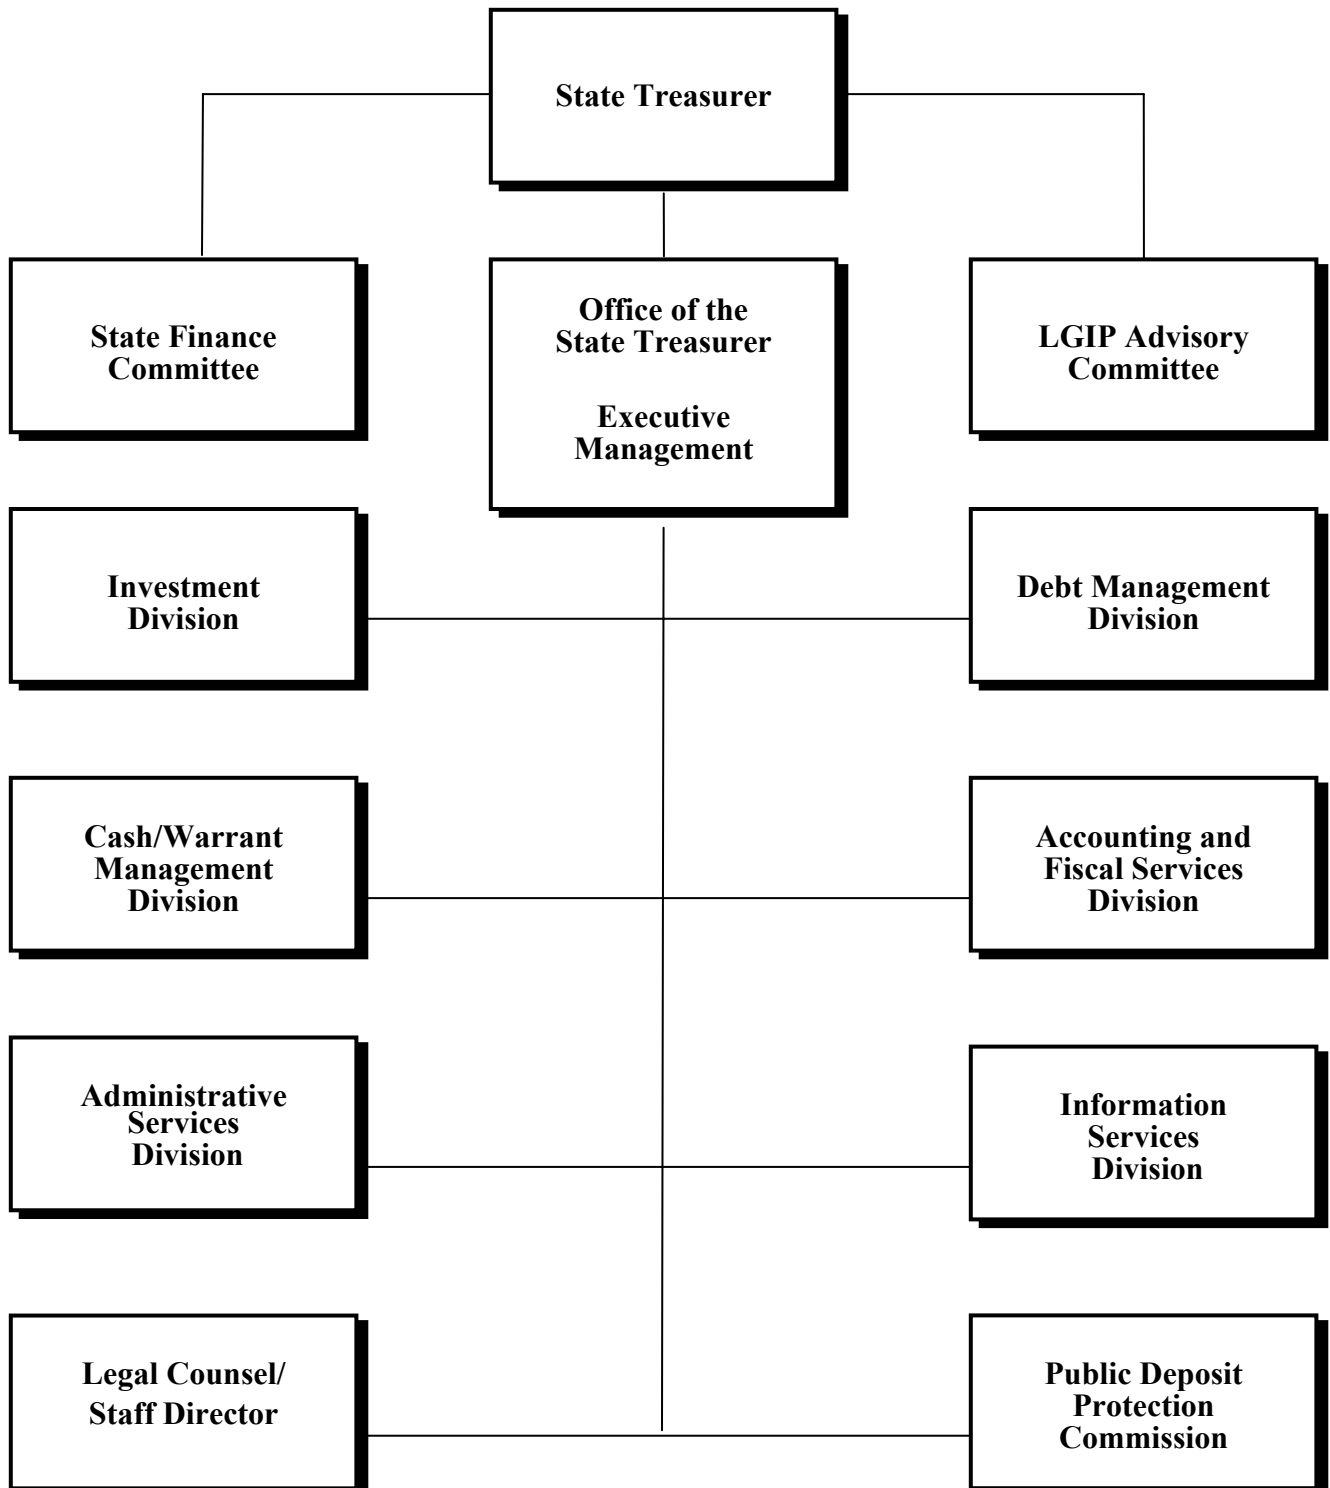 State Treasurer
State Finance
Committee
Office of the
State Treasurer
Executive
Management
LGIP Advisory
Committee
Investment
Division
Debt Management
Division
Cash/Warrant
Management
Division
Accounting and
Fiscal Services
Division
Administrative
Services
Division
Information
Services
Division
Legal Counsel/
Staff Director
Public Deposit
Protection
Commission